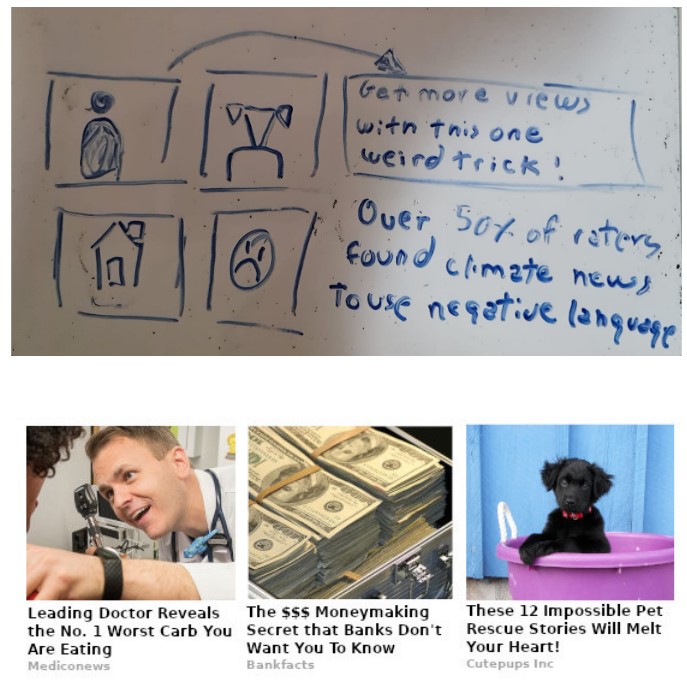 Get more views
with this one
weird trick!
Over 50% of raters
found climate news
to use negative language
Leading Doctor Reveals
the No. 1 Worst Carb You
Are Eating
Mediconews
The $$$ Moneymaking
Secret that Banks Don't
Want You To Know
Bankfacts
These 12 Impossible Pet
Rescue Stories Will Melt
Your Heart!
Cutepups Inc